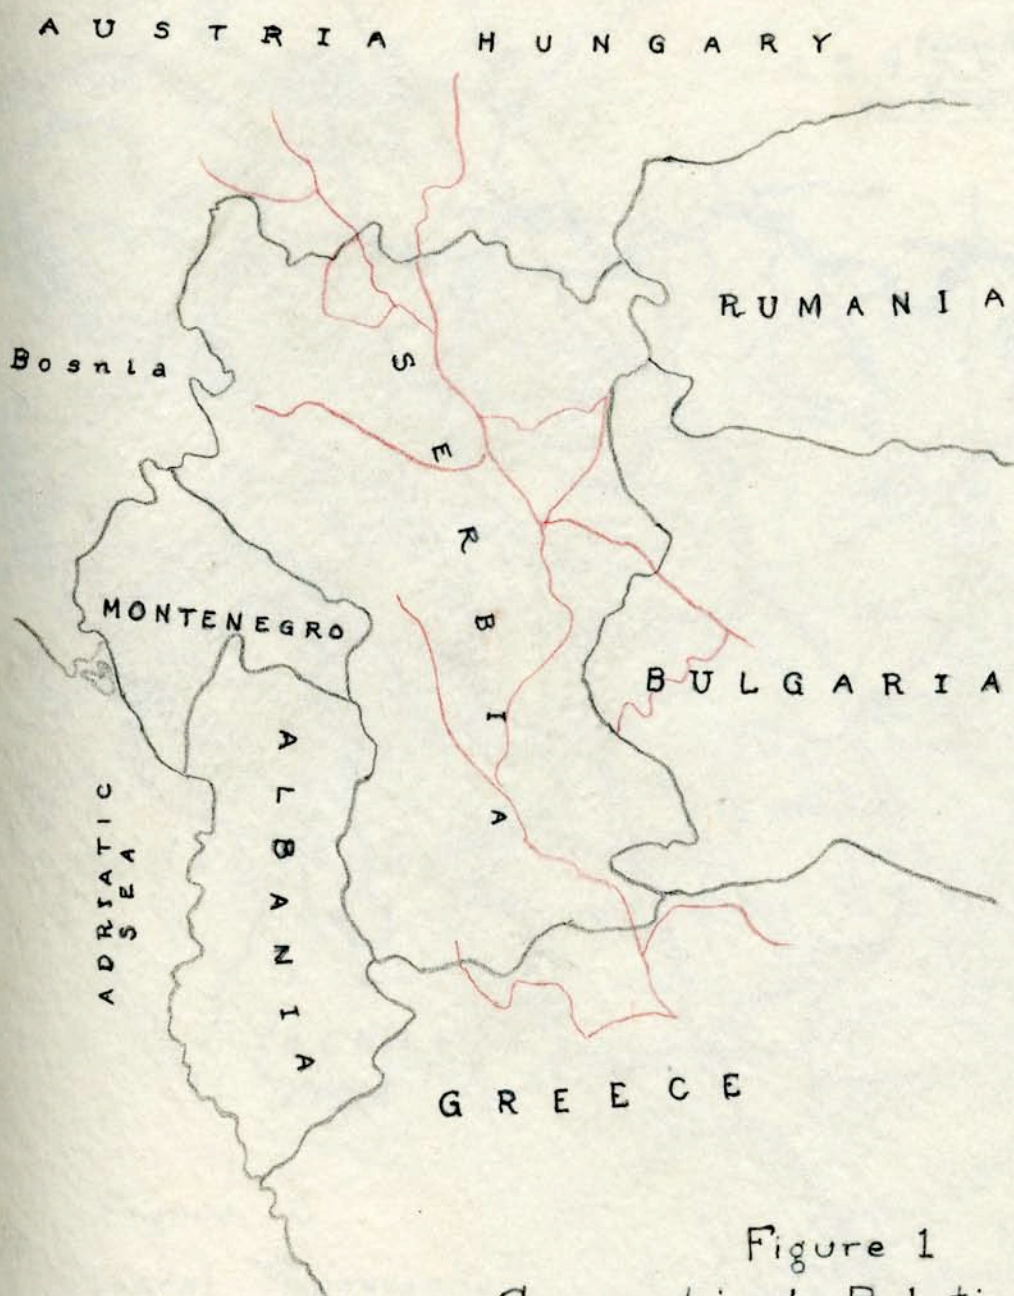 AUSTRIA HUNGARY
RUMANIA
Bosnia
SERBIA
MONTENEGRO
BULGARIA
ALBANIA
ADRIATIC
SEA
GREECE
Figure 1